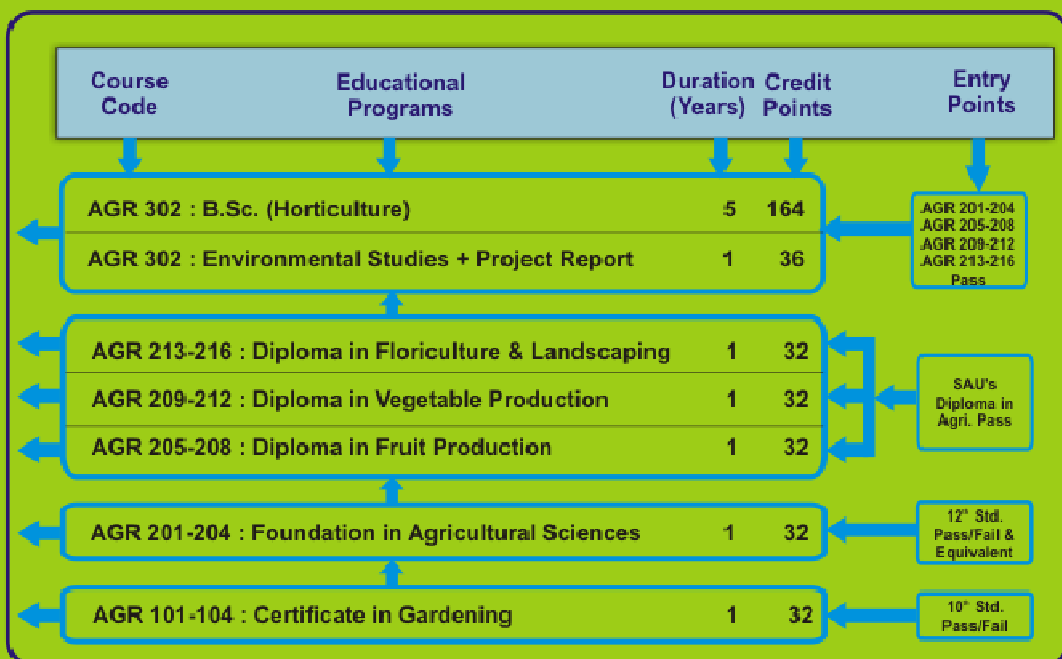 Course Code
Educational Programs
Duration (Years)
Credit Points
Entry Points
AGR 302 : B.Sc. (Horticulture) 5 164
AGR 302 : Environmental Studies + Project Report 1 36
.AGR 201-204
.AGR 205-208
.AGR 209-212
.AGR 213-216
Pass
AGR 213-216 : Diploma in Floriculture & Landscaping 1 32
AGR 209-212 : Diploma in Vegetable Production 1 32
AGR 205-208 : Diploma in Fruit Production 1 32
SAU's
Diploma in
Agri. Pass
AGR 201-204 : Foundation in Agricultural Sciences 1 32
12" Std.
Pass/Fail &
Equivalent
AGR 101-104 : Certificate in Gardening 1 32
10" Std.
Pass/Fail